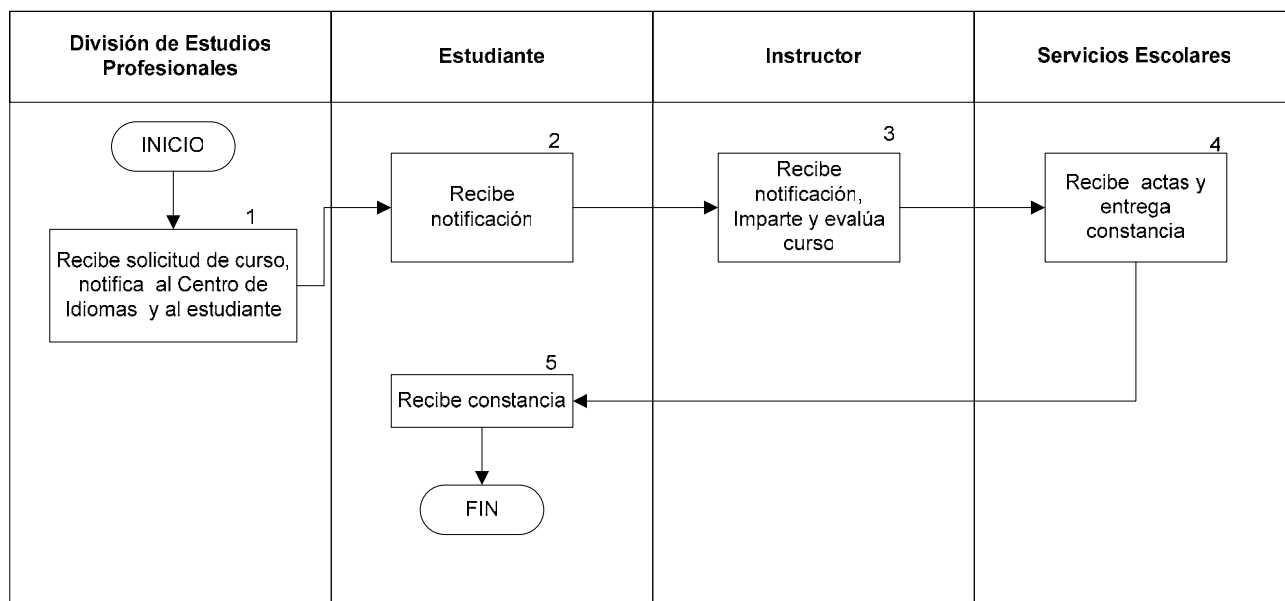 División de Estudios
Profesionales
Estudiante
Instructor
Servicios Escolares
INICIO
1
Recibe solicitud de curso,
notifica al Centro de
Idiomas y al estudiante
2
Recibe
notificación
3
Recibe
notificación,
Imparte y evalúa
curso
4
Recibe actas y
entrega
constancia
5
Recibe constancia
FIN